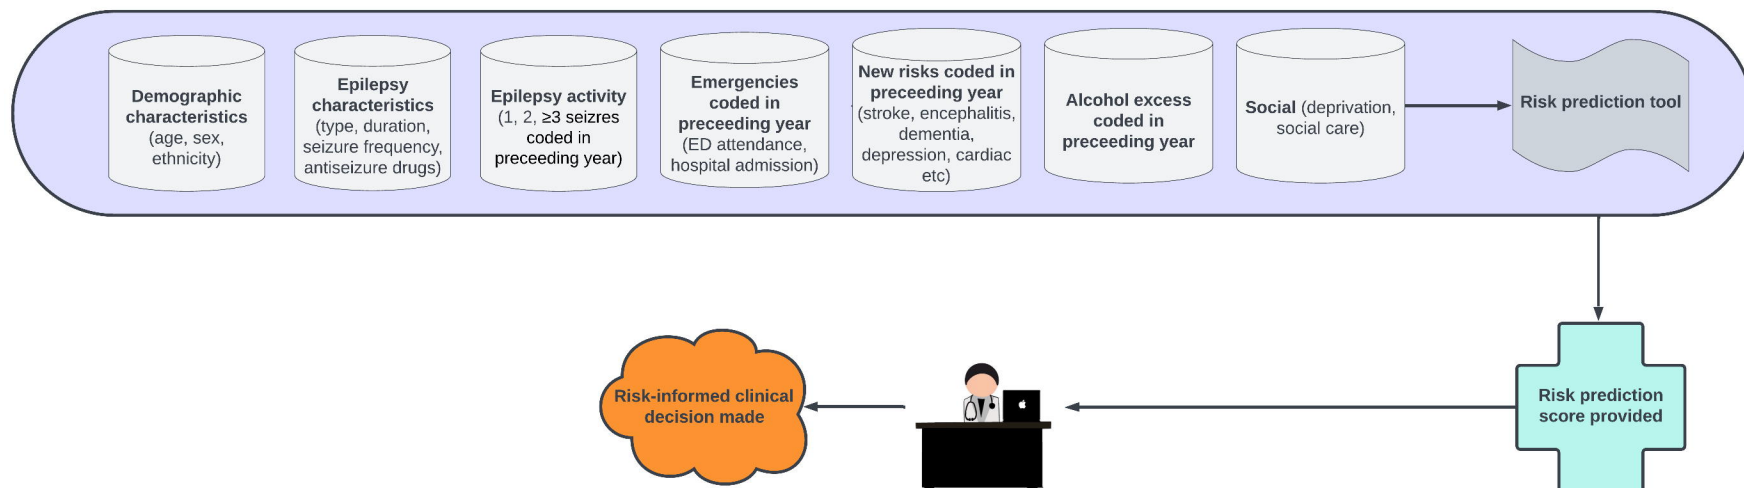 Demographic
characteristics
(age, sex,
ethnicity)
Epilepsy
characteristics
(type, duration,
seizure frequency,
antiseizure drugs)
Epilepsy activity
(1, 2, ≥3 seizres
coded in
preceeding year)
Emergencies
coded in
preceeding year
(ED attendance,
hospital admission)
New risks coded in
preceeding year
(stroke, encephalitis,
dementia,
depression, cardiac
etc)
Alcohol excess
coded in
preceeding year
Social (deprivation,
social care)
Risk prediction tool
Risk-informed clinical
decision made
Risk prediction
score provided